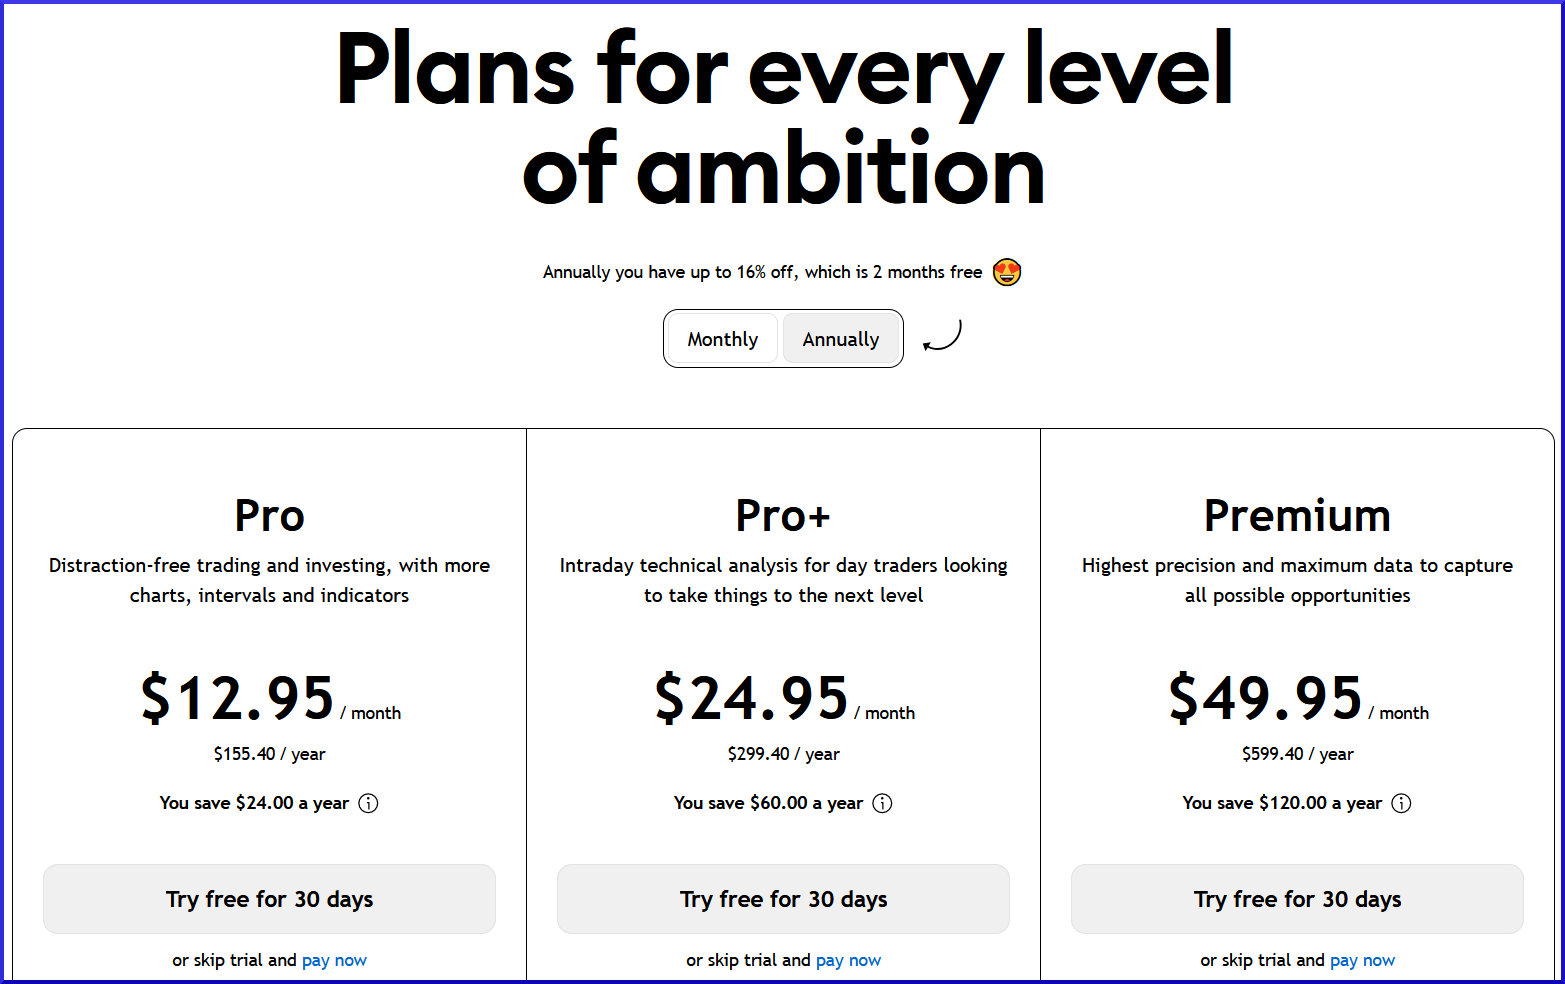 Plans for every level
of ambition
Annually you have up to 16% off, which is 2 months free
Monthly
Annually
Pro
Distraction-free trading and investing, with more
charts, intervals and indicators
$12.95 / month
$155.40 / year
You save $24.00 a year
Try free for 30 days
or skip trial and pay now
Pro+
Intraday technical analysis for day traders looking
to take things to the next level
$24.95 / month
$299.40 / year
You save $60.00 a year
Try free for 30 days
or skip trial and pay now
Premium
Highest precision and maximum data to capture
all possible opportunities
$49.95 / month
$599.40 / year
You save $120.00 a year
Try free for 30 days
or skip trial and pay now